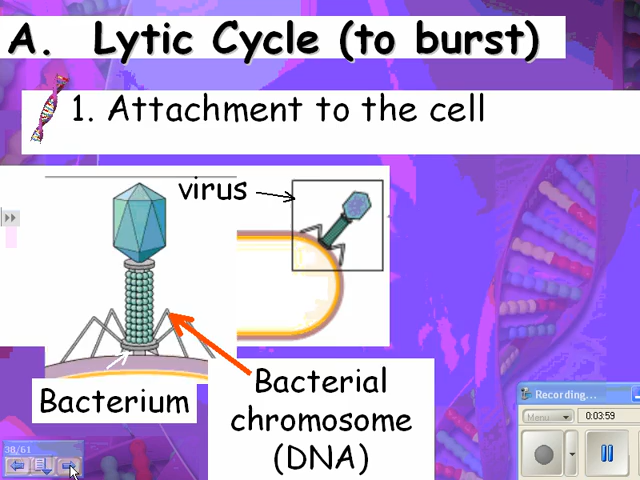 A. Lytic Cycle (to burst)
1. Attachment to the cell
virus
Bacterium
Bacterial
chromosome
(DNA)
38/61
Recording...
Menu
0:03:59